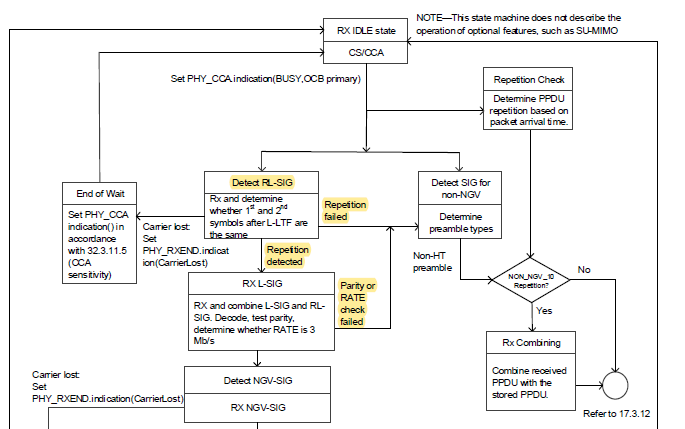 NOTE—This state machine does not describe the
operation of optional features, such as SU-MIMO
RX IDLE state
CS/CCA
Set PHY_CCA.indication(BUSY,OCB primary)
Repetition Check
Determine PPDU
repetition based on
packet arrival time.
End of Wait
Set PHY_CCA
indication() in
accordance
with 32.3.11.5
(CCA
sensitivity)
Detect RL-SIG
Rx and determine
whether 1st and 2nd
symbols after L-LTF are
the same
Repetition
failed
Detect SIG for
non-NGV
Determine
preamble types
Carrier lost:
Set
PHY_RXEND.indicat
ion(CarrierLost)
Repetition
detected
Non-HT
preamble
RX L-SIG
RX and combine L-SIG and RL-
SIG. Decode, test parity,
determine whether RATE is 3
Mb/s
Parity or
RATE
check
failed
NON_NGV_10
Repetition?
No
Yes
Rx Combining
Combine received
PPDU with the
stored PPDU.
Refer to 17.3.12
Carrier lost:
Set
PHY_RXEND.indication(CarrierLost)
Detect NGV-SIG
RX NGV-SIG